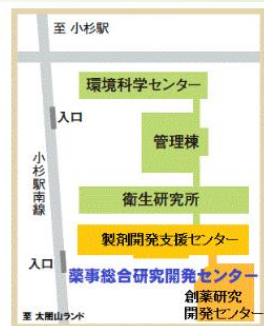 至 小杉駅
環境科学センター
入口
管理棟
小杉駅南線
衛生研究所
製剤開発支援センター
入口
薬事総合研究開発センター
創薬研究
開発センター
至 太閤山ランド